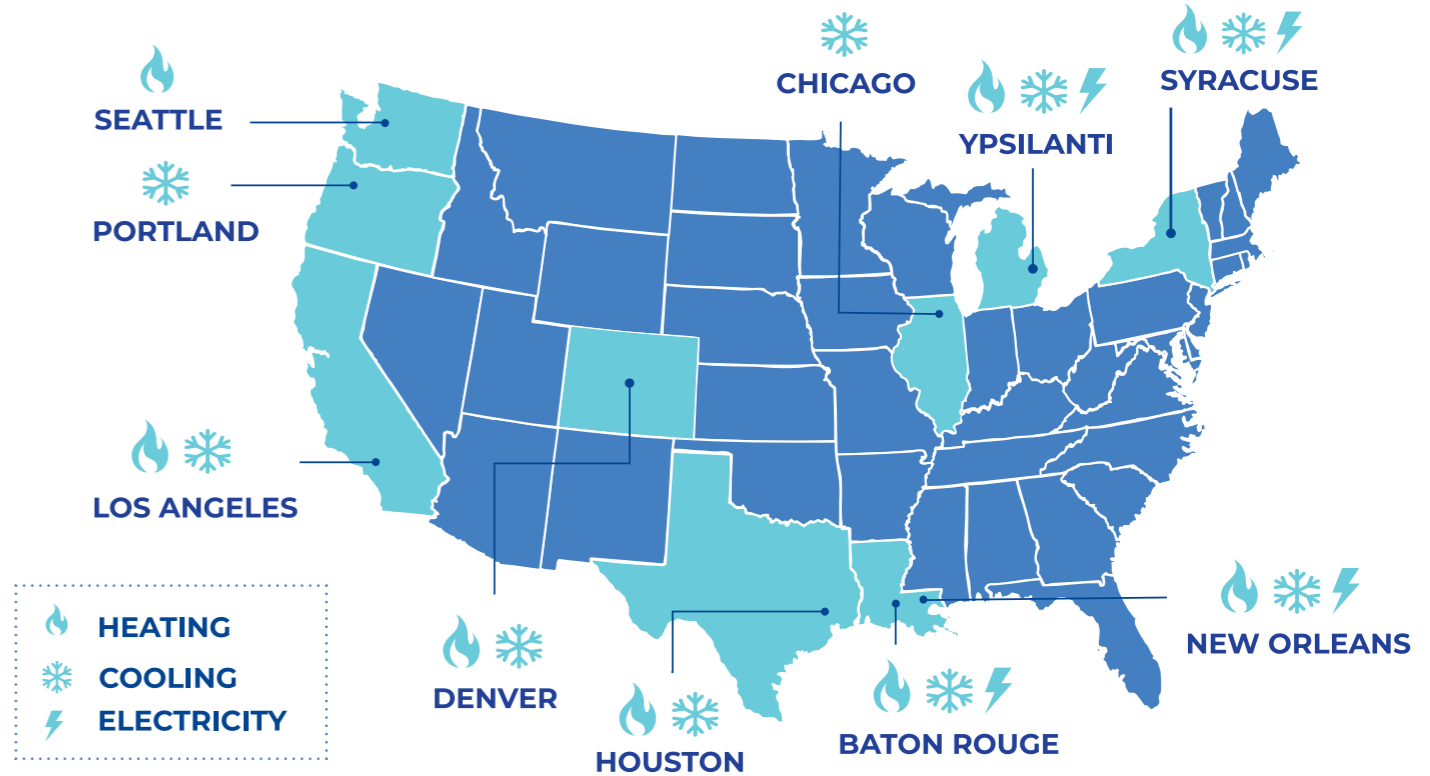 SYRACUSE
CHICAGO
SEATTLE
YPSILANTI
PORTLAND
LOS ANGELES
HEATING
COOLING
ELECTRICITY
DENVER
HOUSTON
BATON ROUGE
NEW ORLEANS